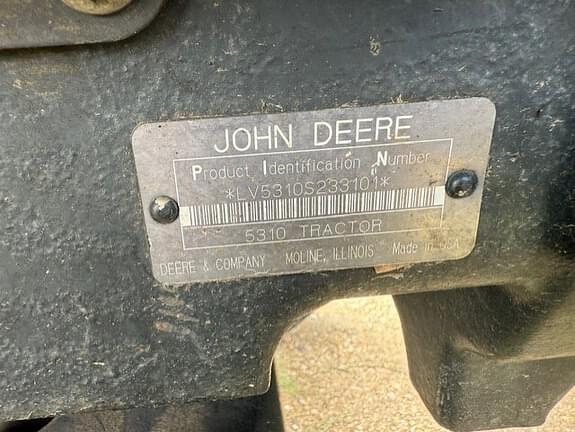 JOHN DEERE
Product Identification Number
*LV5310S233101*
5310 TRACTOR
DEERE & COMPANY MOLINE, ILLINOIS Made in USA